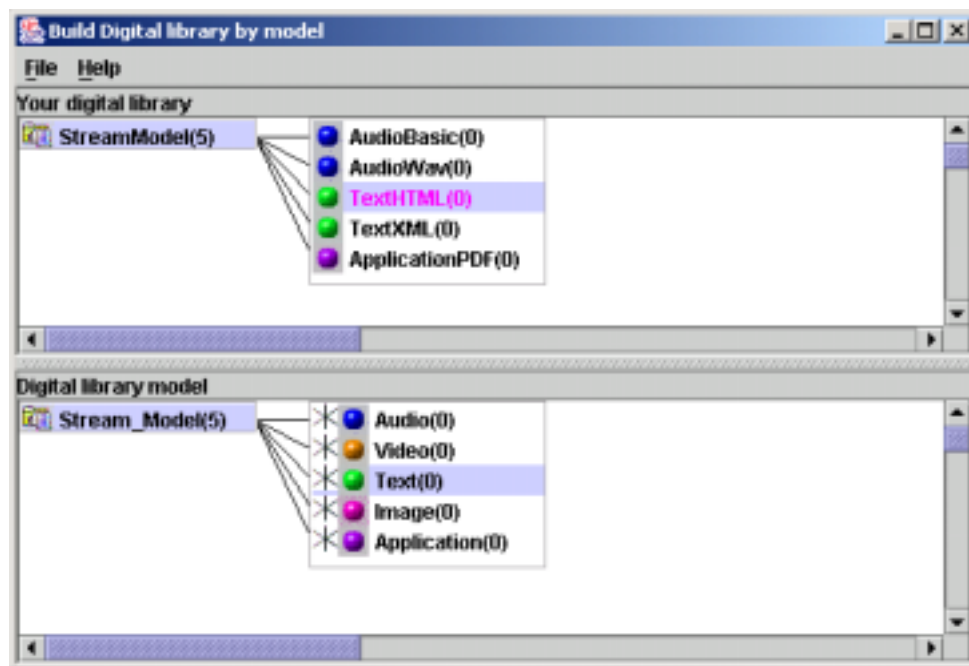 Build Digital library by model
File Help
Your digital library
StreamModel(5)
AudioBasic(0)
AudioWav(0)
TextHTML(0)
TextXML(0)
ApplicationPDF(0)
Digital library model
Stream_Model(5)
Audio(0)
Video(0)
Text(0)
Image(0)
Application(0)